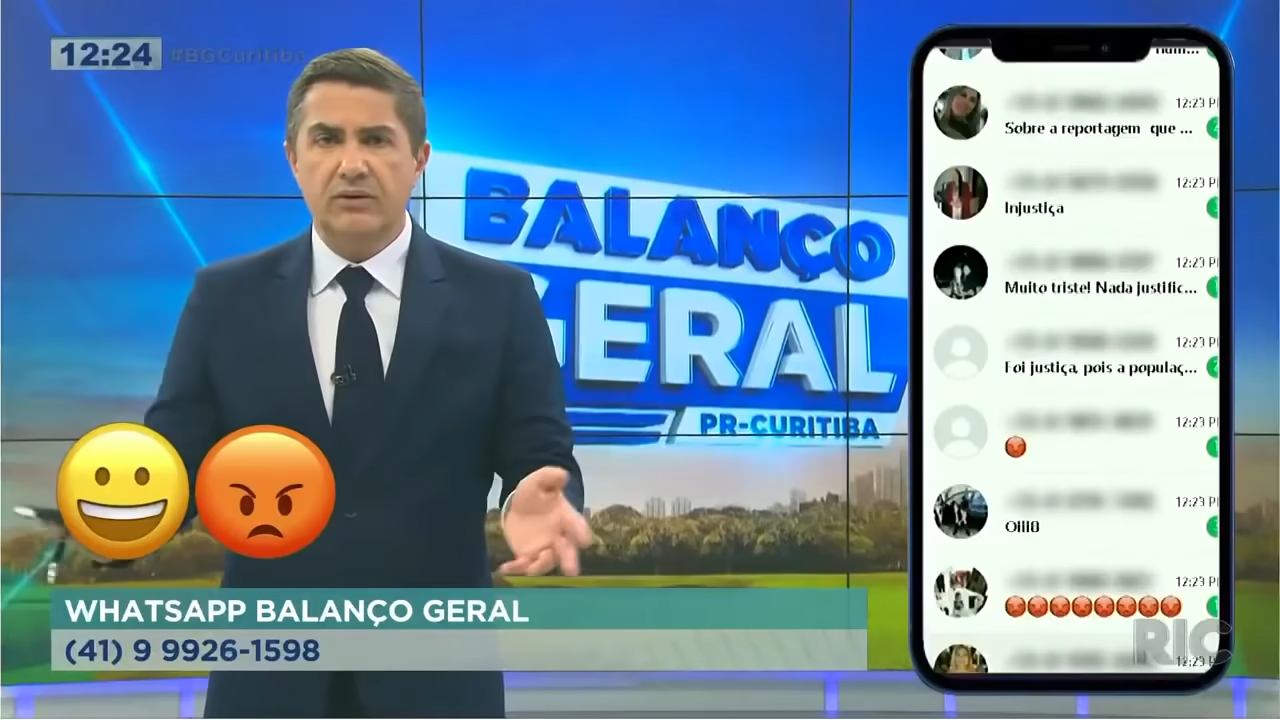 12:24 #BGCuritiba
BALANÇO
GERAL
PR-CURITIBA
WHATSAPP BALANÇO GERAL
(41) 9 9926-1598
12:23
Sobre a reportagem que ...
12:23
Injustiça
12:23
Muito triste! Nada justific...
12:23
Foi justiça, pois a populaç...
12:23
12:23
Oiii8
12:23
12:23
RIC